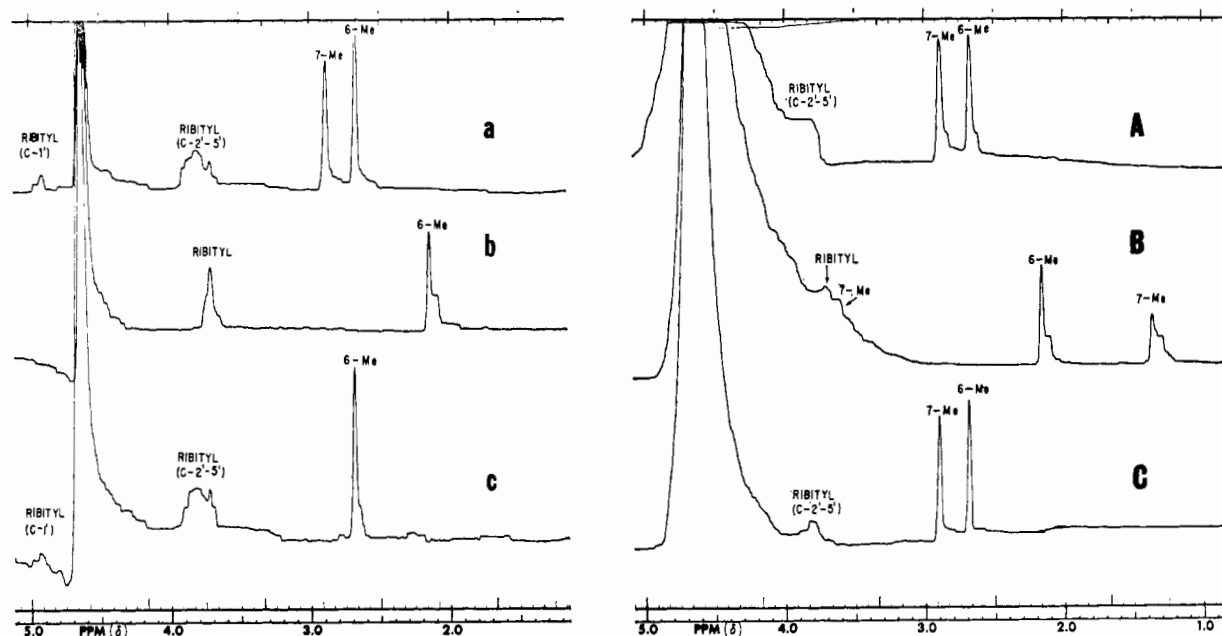 6-Me
7-Me
RIBITYL
(C-2'-5')
RIBITYL
(C-1')
a
6-Me
RIBITYL
b
6-Me
RIBITYL
(C-2'-5')
RIBITYL
(C-1')
c
5.0 PPM(δ) 4.0 3.0 2.0
7-Me 6-Me
RIBITYL
(C-2'-5')
A
RIBITYL
7-Me
6-Me
7-Me
B
7-Me
6-Me
RIBITYL
(C-2'-5')
C
5.0 PPM(δ) 4.0 3.0 2.0 1.0